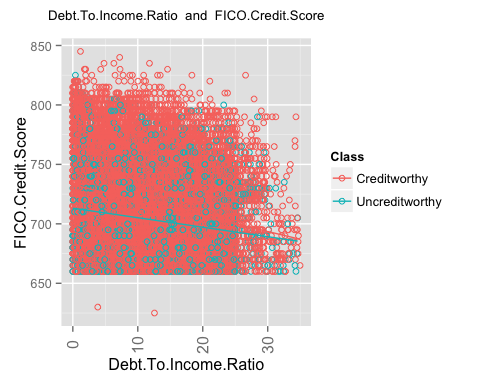 Debt.To.Income.Ratio and FICO.Credit.Score
850
800
750
700
650
FICO.Credit.Score
0
10
20
30
Debt.To.Income.Ratio
Class
Creditworthy
Uncreditworthy